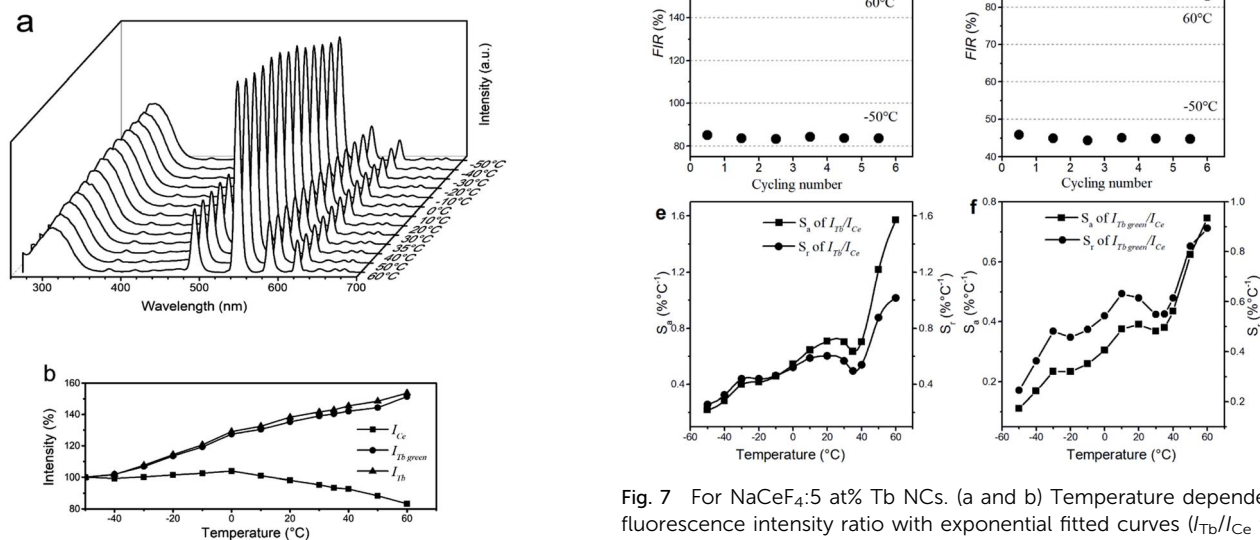 a
Intensity (a.u.)
-50°C
-40°C
-30°C
-20°C
-10°C
0°C
10°C
20°C
30°C
35°C
40°C
50°C
60°C
300 400 500 600 700
Wavelength (nm)
b
160
140
120
100
80
Intensity (%)
I_Ce
I_Tb green
I_Tb
-40 -20 0 20 40 60
Temperature (°C)
60°C
140
120
100
80
FIR (%)
-50°C
0 1 2 3 4 5 6
Cycling number
80
70
60
50
40
FIR (%)
60°C
-50°C
0 1 2 3 4 5 6
Cycling number
e
1.6
1.2
0.8
0.4
S_a (%°C⁻¹)
S_a of I_Tb/I_Ce
S_r of I_Tb/I_Ce
1.6
1.2
0.8
0.4
S_r (%°C⁻¹)
-60 -40 -20 0 20 40 60
Temperature (°C)
f
0.8
0.6
0.4
0.2
S_a (%°C⁻¹)
S_a of I_Tb green/I_Ce
S_r of I_Tb green/I_Ce
1.0
0.8
0.6
0.4
0.2
-60 -40 -20 0 20 40 60
Temperature (°C)
Fig. 7 For NaCeF₄:5 at% Tb NCs. (a and b) Temperature depende
fluorescence intensity ratio with exponential fitted curves (I_Tb/I_Ce